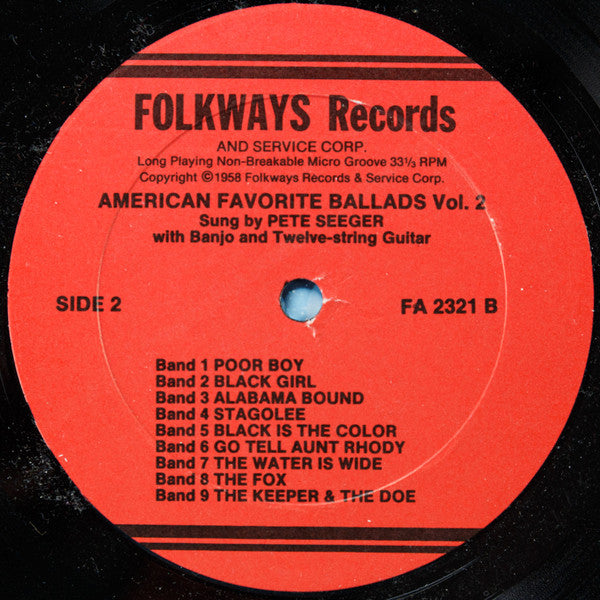 FOLKWAYS Records
AND SERVICE CORP.
Long Playing Non-Breakable Micro Groove 33⅓ RPM
Copyright ©1958 Folkways Records & Service Corp.
AMERICAN FAVORITE BALLADS Vol. 2
Sung by PETE SEEGER
with Banjo and Twelve-string Guitar
SIDE 2
FA 2321 B
Band 1 POOR BOY
Band 2 BLACK GIRL
Band 3 ALABAMA BOUND
Band 4 STAGOLEE
Band 5 BLACK IS THE COLOR
Band 6 GO TELL AUNT RHODY
Band 7 THE WATER IS WIDE
Band 8 THE FOX
Band 9 THE KEEPER & THE DOE